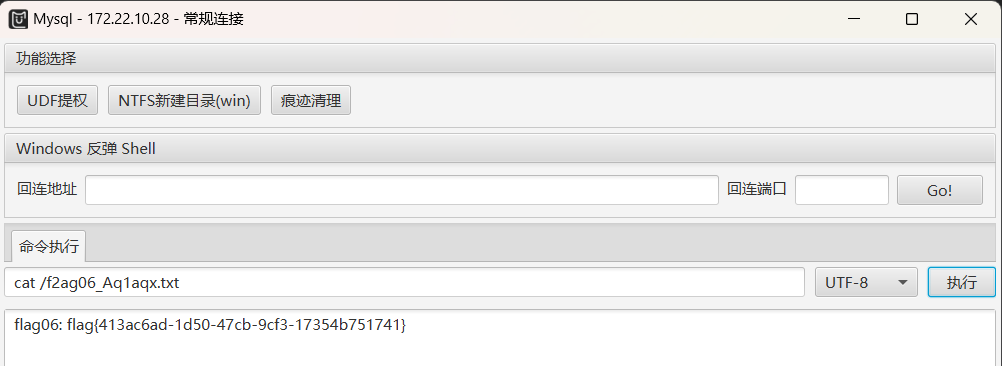 Mysql - 172.22.10.28 - 常规连接
功能选择
UDF提权 NTFS新建目录(win) 痕迹清理
Windows 反弹 Shell
回连地址 回连端口 Go!
命令执行
cat /f2ag06_Aq1aqx.txt UTF-8 执行
flag06: flag{413ac6ad-1d50-47cb-9cf3-17354b751741}